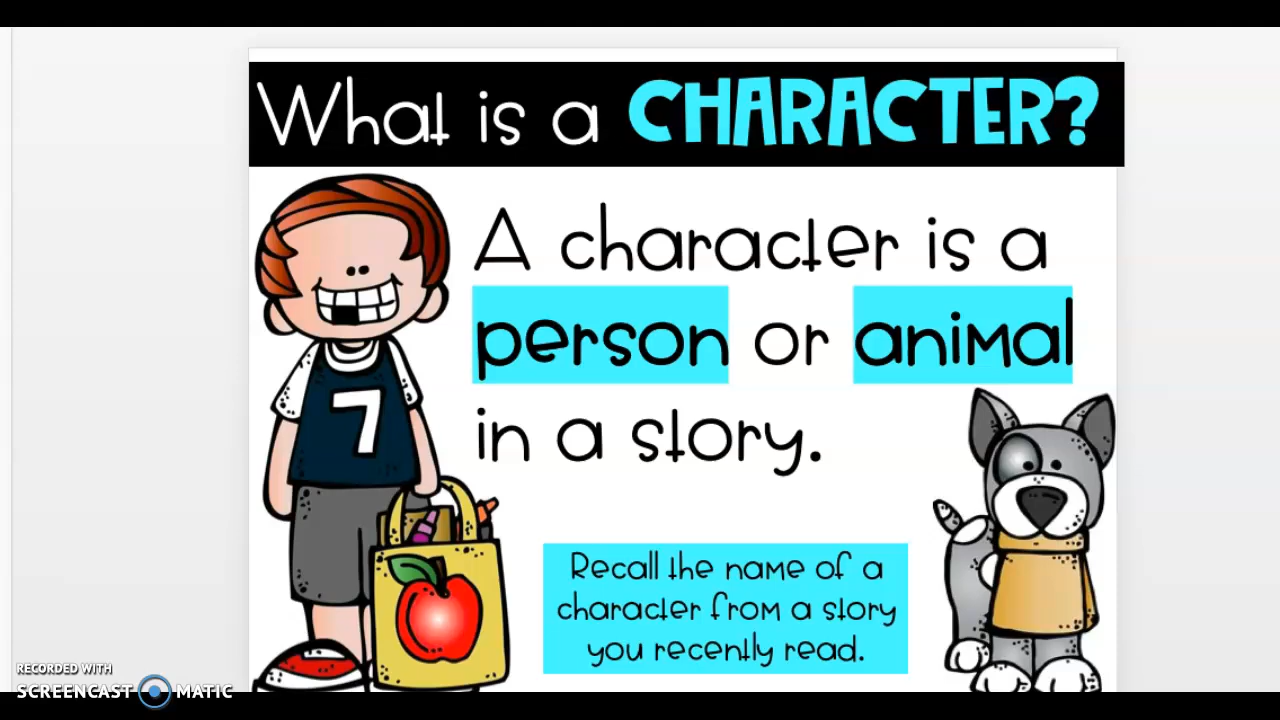 What is a CHARACTER?
A character is a
person or animal
in a story.
7
Recall the name of a
character from a story
you recently read.
RECORDED WITH
SCREENCAST MATIC